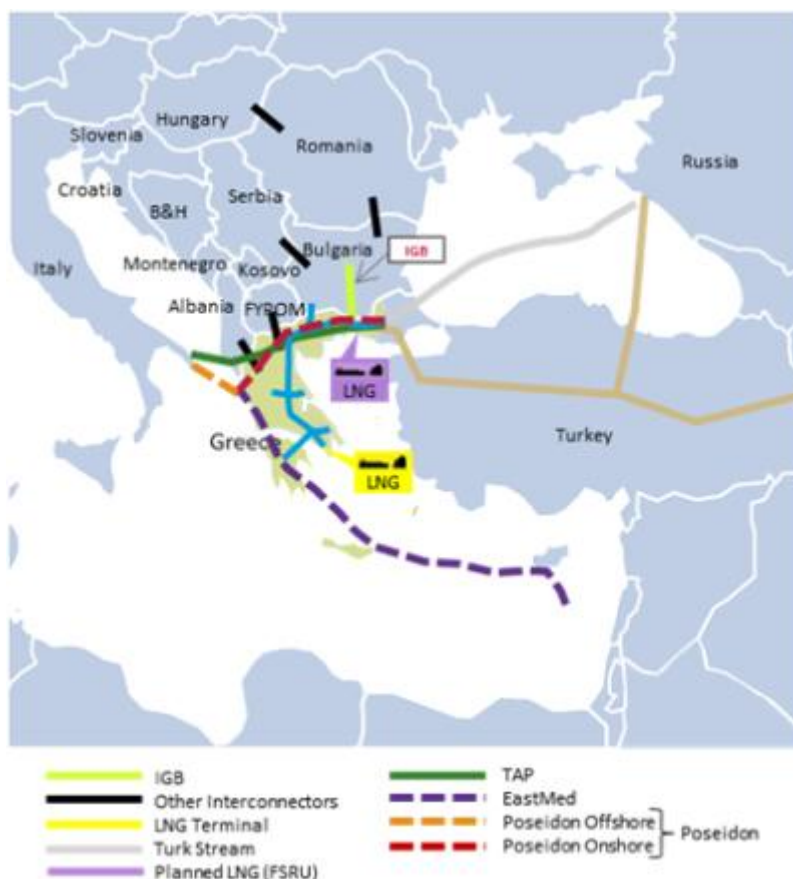 Hungary
Slovenia
Romania
Russia
Croatia
Serbia
B&H
Bulgaria
IGB
Italy
Montenegro
Kosovo
Albania
FYROM
LNG
Turkey
Greece
LNG
IGB
Other Interconnectors
LNG Terminal
Turk Stream
Planned LNG (FSRU)
TAP
EastMed
Poseidon Offshore
Poseidon Onshore
Poseidon